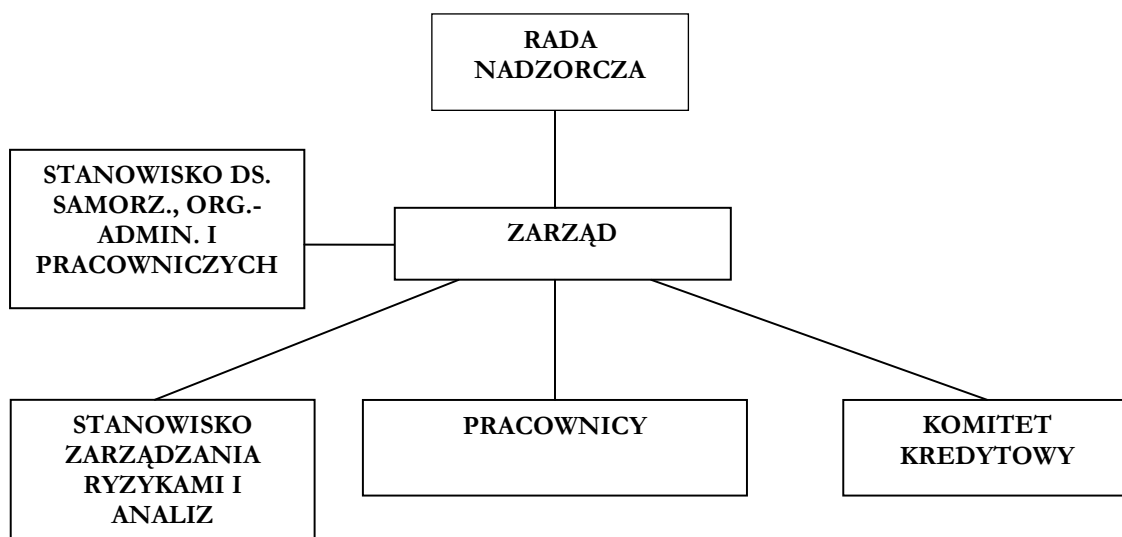 RADA
NADZORCZA
STANOWISKO DS.
SAMORZ., ORG.-
ADMIN. I
PRACOWNICZYCH
ZARZĄD
STANOWISKO
ZARZĄDZANIA
RYZYKAMI I
ANALIZ
PRACOWNICY
KOMITET
KREDYTOWY